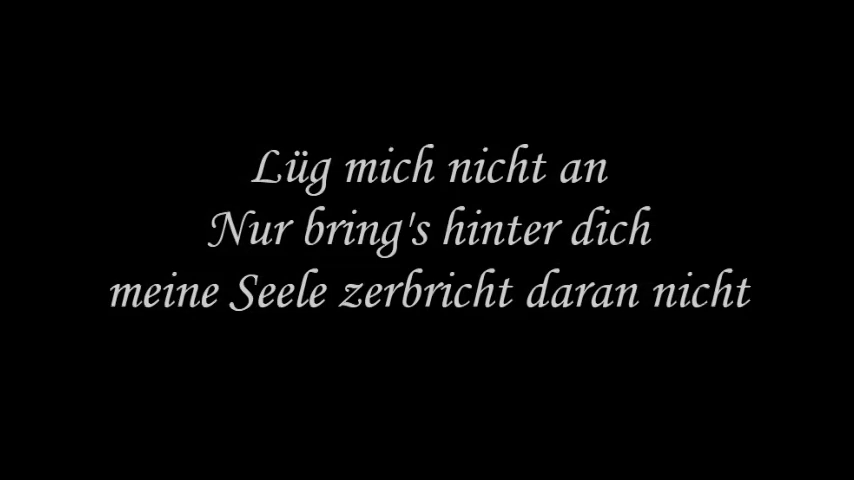 Lüg mich nicht an
Nur bring's hinter dich
meine Seele zerbricht daran nicht